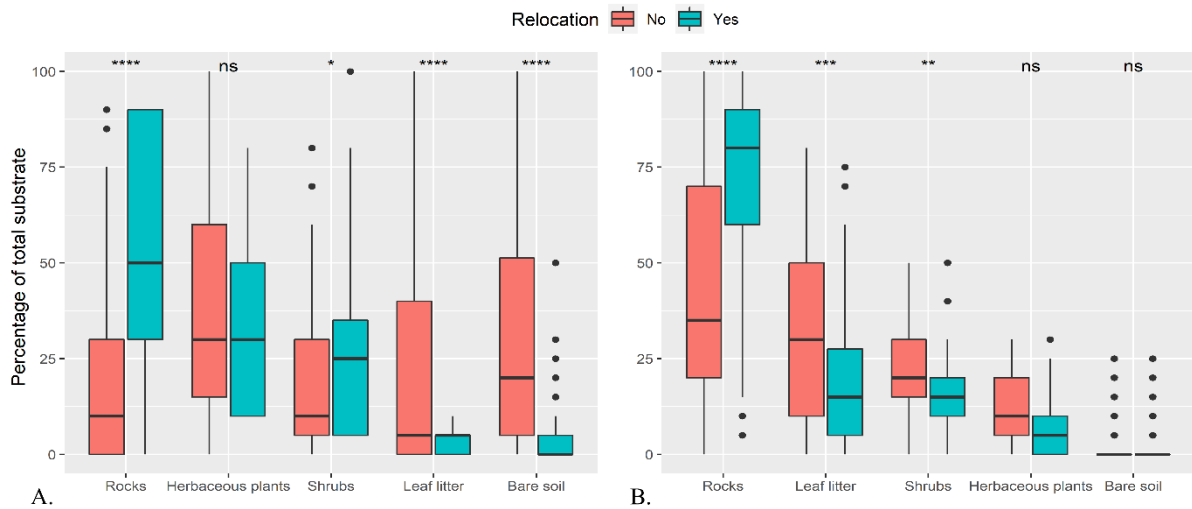 Relocation No Yes
Percentage of total substrate
100
75
50
25
0
**** ns * **** ****
Rocks Herbaceous plants Shrubs Leaf litter Bare soil
A.
100
75
50
25
0
**** *** ** ns ns
Rocks Leaf litter Shrubs Herbaceous plants Bare soil
B.